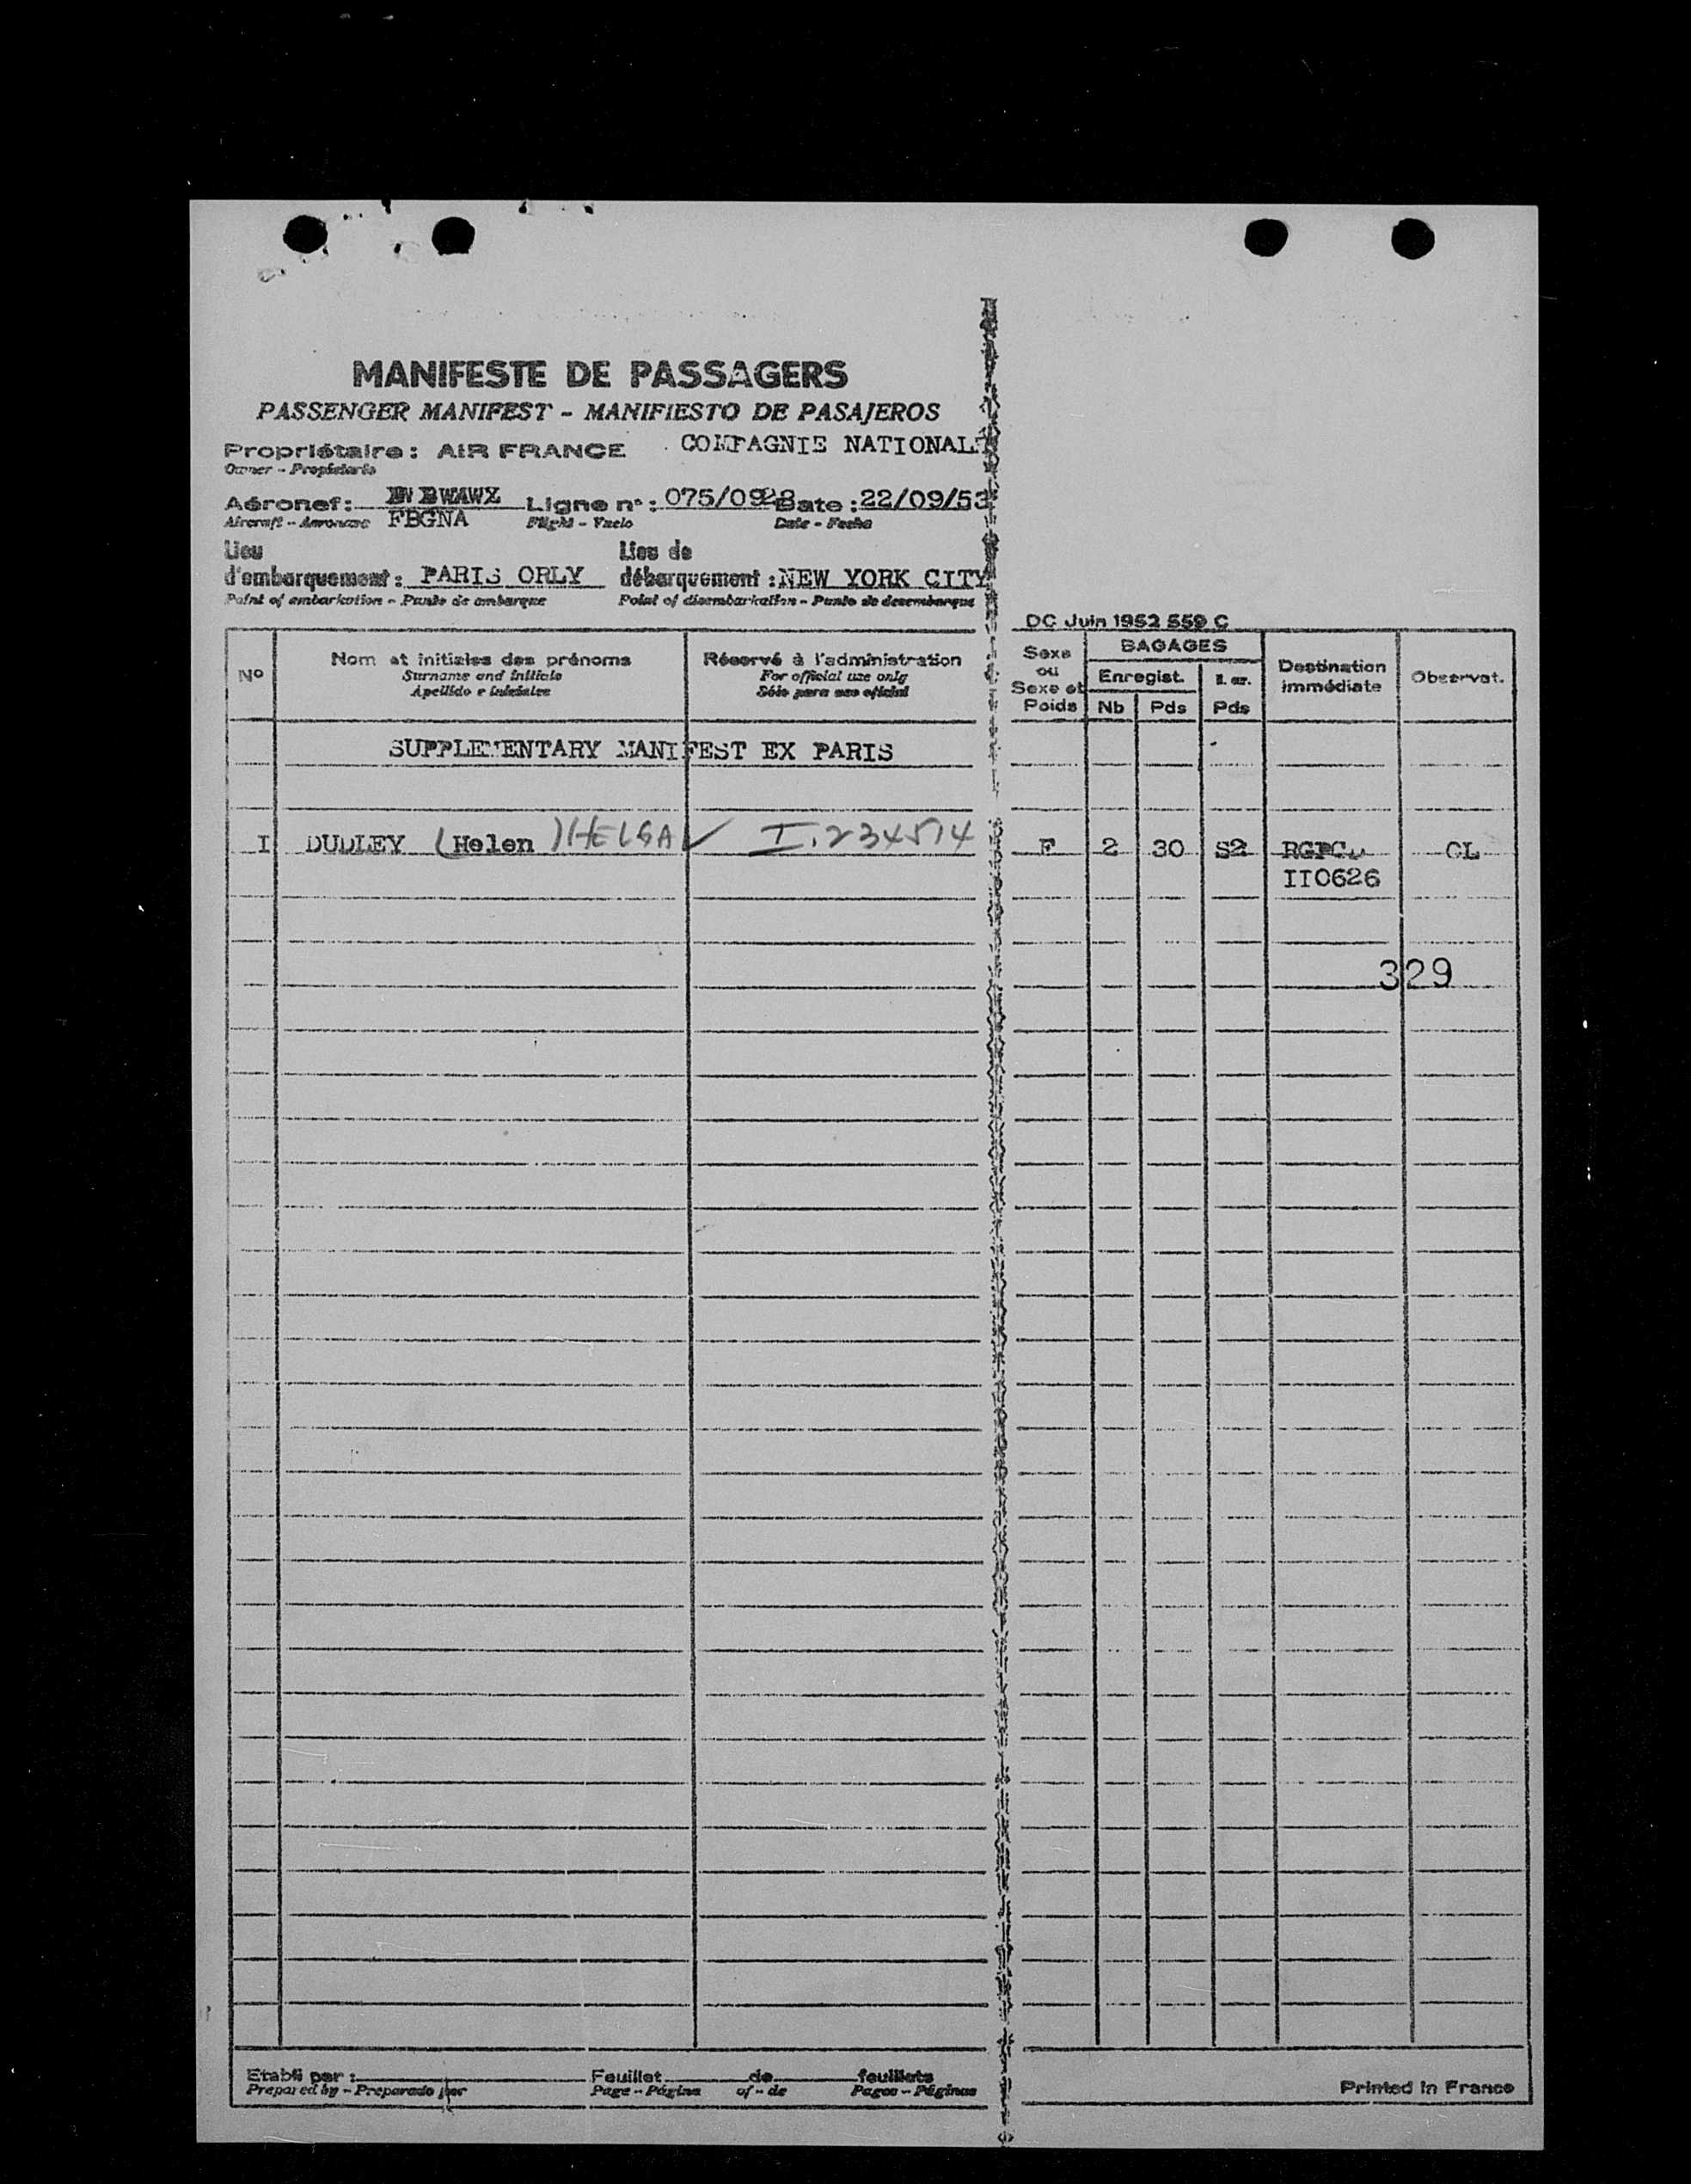 MANIFESTE DE PASSAGERS
PASSENGER MANIFEST - MANIFIESTO DE PASAJEROS
Propriétaire : AIR FRANCE COMPAGNIE NATIONALE
Owner - Propietario
Aéronef : Ligne n° : 075/0923 Date : 22/09/53
Aircraft - Aeronave FBGNA Flight - Vuelo Date - Fecha
Lieu Lieu de
d'embarquement : PARIS ORLY débarquement : NEW YORK CITY
Point of embarkation - Punto de embarque Point of disembarkation - Punto de desembarque
DC Juin 1952 559 C
Nº Nom et initiales des prénoms Réservé à l'administration Sexe ou Sexe et Poids BAGAGES Destination immédiate Observat.
Surname and initials For official use only Enregist.
Apellido e iniciales Sólo para uso oficial Nb Pds Pds
SUPPLEMENTARY MANIFEST EX PARIS
I DUDLEY (Helen) HELGA ✓ I.234514 F 2 30 S2 CL
II0626
329
Etabli par : Feuillet de feuillets
Prepared by - Preparado por Page - Página of - de Pages - Páginas
Printed in France